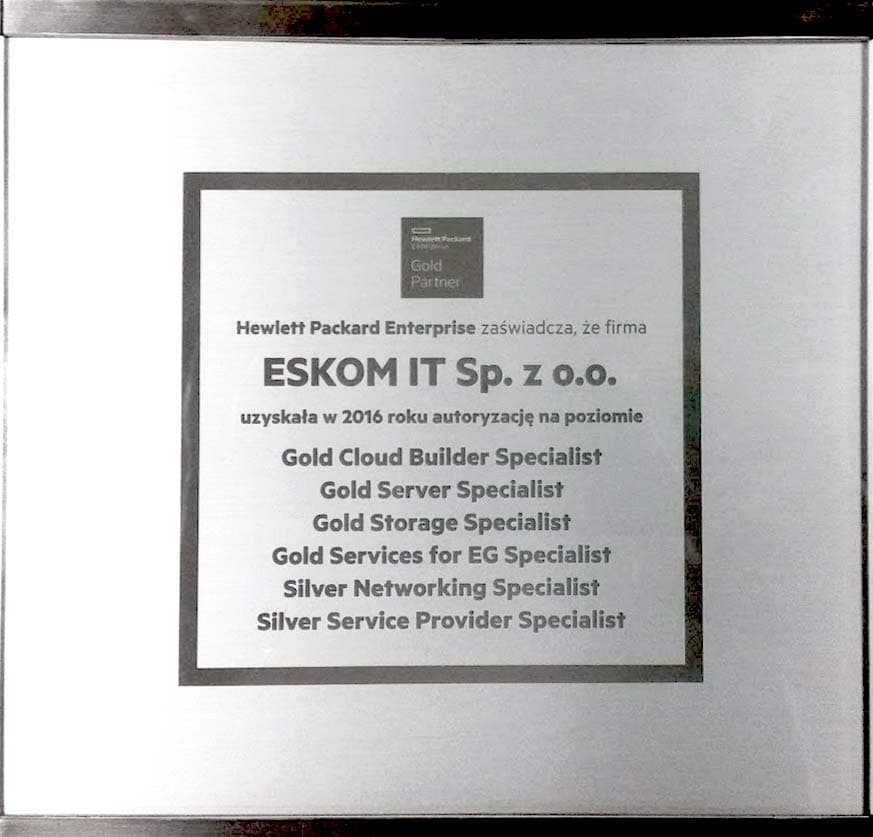 Hewlett Packard
Enterprise
Gold
Partner
Hewlett Packard Enterprise zaświadcza, że firma
ESKOM IT Sp. z o.o.
uzyskała w 2016 roku autoryzację na poziomie
Gold Cloud Builder Specialist
Gold Server Specialist
Gold Storage Specialist
Gold Services for EG Specialist
Silver Networking Specialist
Silver Service Provider Specialist